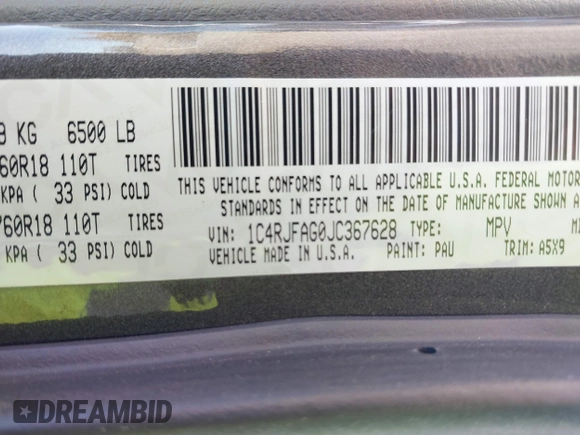 KG 6500 LB
60R18 110T TIRES
KPA ( 33 PSI) COLD
60R18 110T TIRES
KPA ( 33 PSI) COLD
THIS VEHICLE CONFORMS TO ALL APPLICABLE U.S.A. FEDERAL MOTOR
STANDARDS IN EFFECT ON THE DATE OF MANUFACTURE SHOWN A
VIN: 1C4RJFAG0JC367628 TYPE: MPV
VEHICLE MADE IN U.S.A. PAINT: PAU TRIM: A5X9
DREAMBID